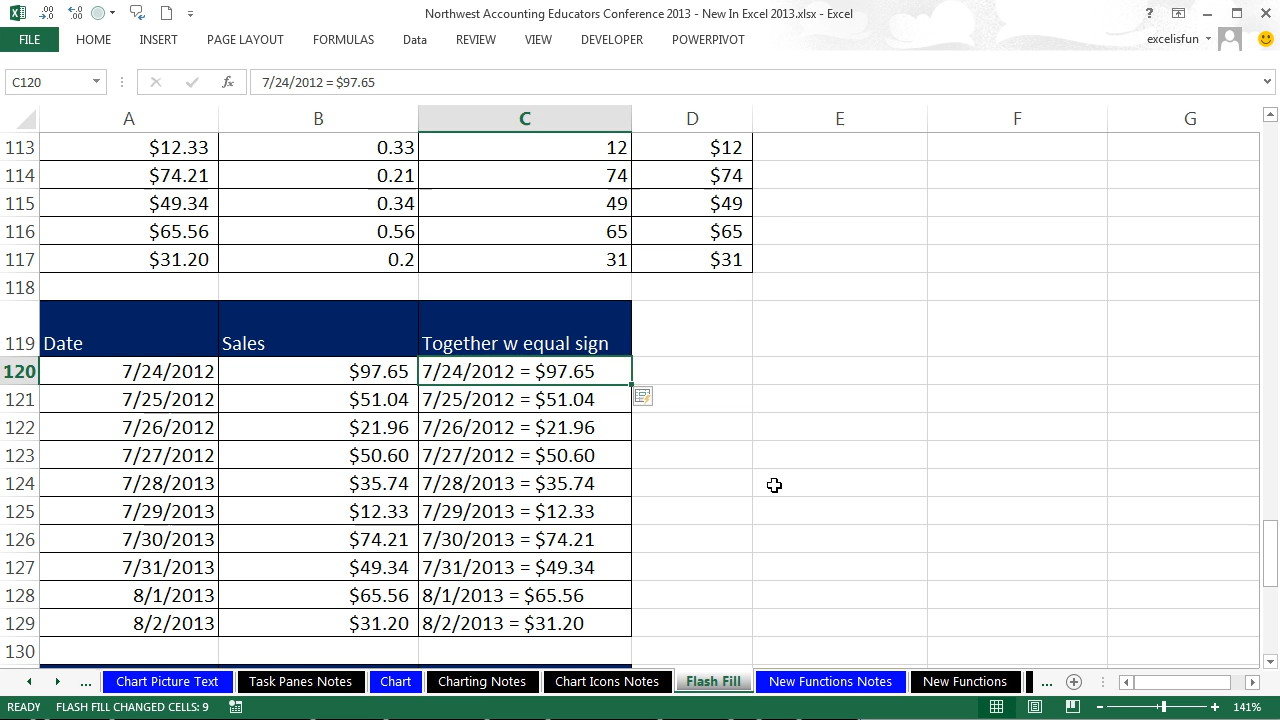 Northwest Accounting Educators Conference 2013 - New In Excel 2013.xlsx - Excel
FILE HOME INSERT PAGE LAYOUT FORMULAS Data REVIEW VIEW DEVELOPER POWERPIVOT excelisfun
C120 fx 7/24/2012 = $97.65
A B C D E F G
113 $12.33 0.33 12 $12
114 $74.21 0.21 74 $74
115 $49.34 0.34 49 $49
116 $65.56 0.56 65 $65
117 $31.20 0.2 31 $31
118
119 Date Sales Together w equal sign
120 7/24/2012 $97.65 7/24/2012 = $97.65
121 7/25/2012 $51.04 7/25/2012 = $51.04
122 7/26/2012 $21.96 7/26/2012 = $21.96
123 7/27/2012 $50.60 7/27/2012 = $50.60
124 7/28/2013 $35.74 7/28/2013 = $35.74
125 7/29/2013 $12.33 7/29/2013 = $12.33
126 7/30/2013 $74.21 7/30/2013 = $74.21
127 7/31/2013 $49.34 7/31/2013 = $49.34
128 8/1/2013 $65.56 8/1/2013 = $65.56
129 8/2/2013 $31.20 8/2/2013 = $31.20
130
... Chart Picture Text Task Panes Notes Chart Charting Notes Chart Icons Notes Flash Fill New Functions Notes New Functions ...
READY FLASH FILL CHANGED CELLS: 9 141%